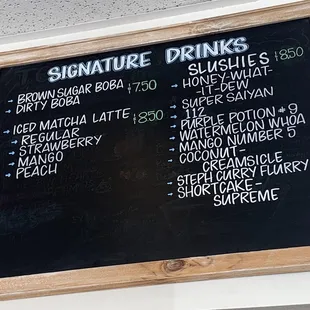 SIGNATURE DRINKS
BROWN SUGAR BOBA $7.50
DIRTY BOBA
ICED MATCHA LATTE $8.50
REGULAR
STRAWBERRY
MANGO
PEACH
SLUSHIES $8.50
HONEY-WHAT-
-IT-DEW
SUPER SAIYAN
117
PURPLE POTION #9
WATERMELON WHOA
MANGO NUMBER 5
COCONUT-
CREAMSICLE
STEPH CURRY FLURRY
SHORTCAKE-
SUPREME